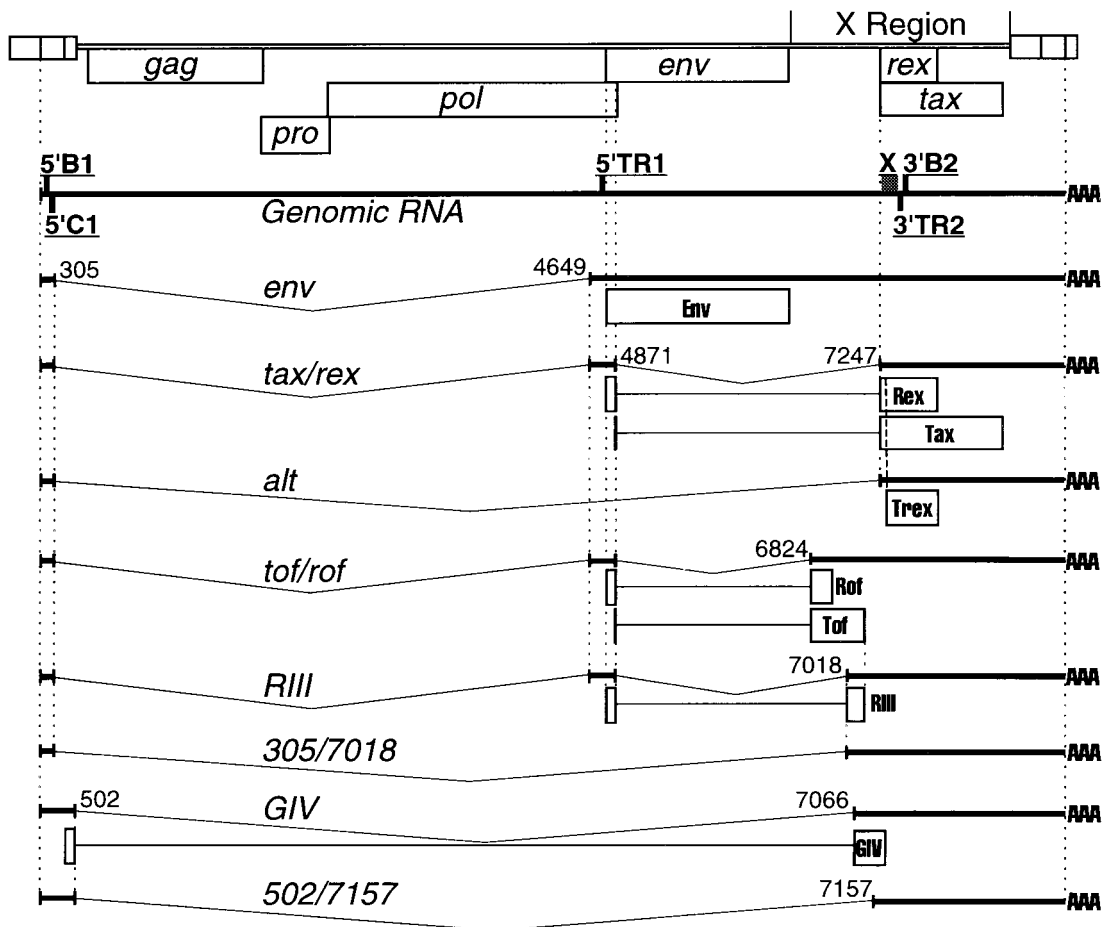 X Region
gag env rex
pol tax
pro
5'B1 5'TR1 X 3'B2
Genomic RNA AAA
5'C1 3'TR2
305 4649
env AAA
Env
4871 7247
tax/rex AAA
Rex
Tax
alt AAA
Trex
6824
tof/rof AAA
Rof
Tof
7018
RIII AAA
RIII
305/7018 AAA
502 GIV 7066 AAA
GIV
502/7157 7157 AAA